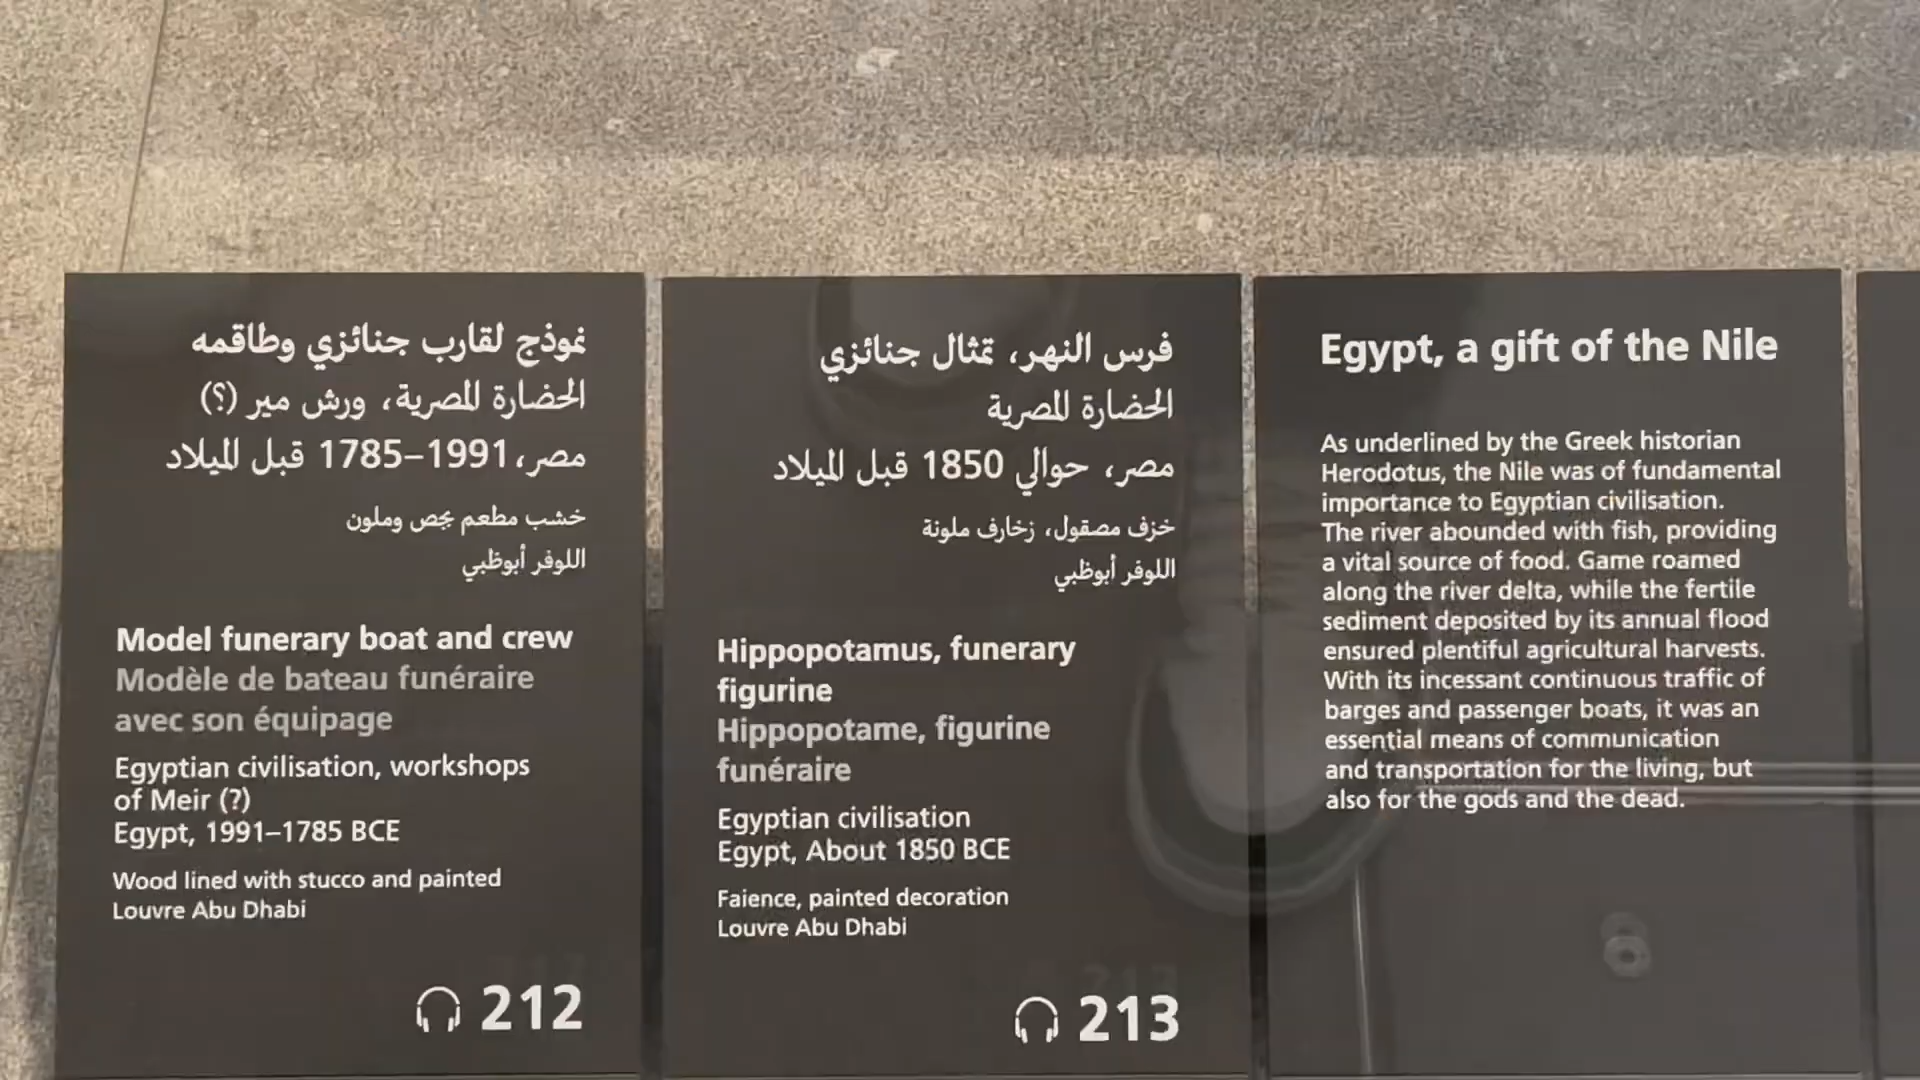 نموذج لقارب جنائزي وطاقمه
الحضارة المصرية، ورش مير (؟)
مصر، 1991–1785 قبل الميلاد
خشب مطعم بجص وملون
اللوفر أبوظبي
Model funerary boat and crew
Modèle de bateau funéraire
avec son équipage
Egyptian civilisation, workshops
of Meir (?)
Egypt, 1991–1785 BCE
Wood lined with stucco and painted
Louvre Abu Dhabi
212
فرس النهر، تمثال جنائزي
الحضارة المصرية
مصر، حوالي 1850 قبل الميلاد
خزف مصقول، زخارف ملونة
اللوفر أبوظبي
Hippopotamus, funerary
figurine
Hippopotame, figurine
funéraire
Egyptian civilisation
Egypt, About 1850 BCE
Faience, painted decoration
Louvre Abu Dhabi
213
Egypt, a gift of the Nile
As underlined by the Greek historian
Herodotus, the Nile was of fundamental
importance to Egyptian civilisation.
The river abounded with fish, providing
a vital source of food. Game roamed
along the river delta, while the fertile
sediment deposited by its annual flood
ensured plentiful agricultural harvests.
With its incessant continuous traffic of
barges and passenger boats, it was an
essential means of communication
and transportation for the living, but
also for the gods and the dead.